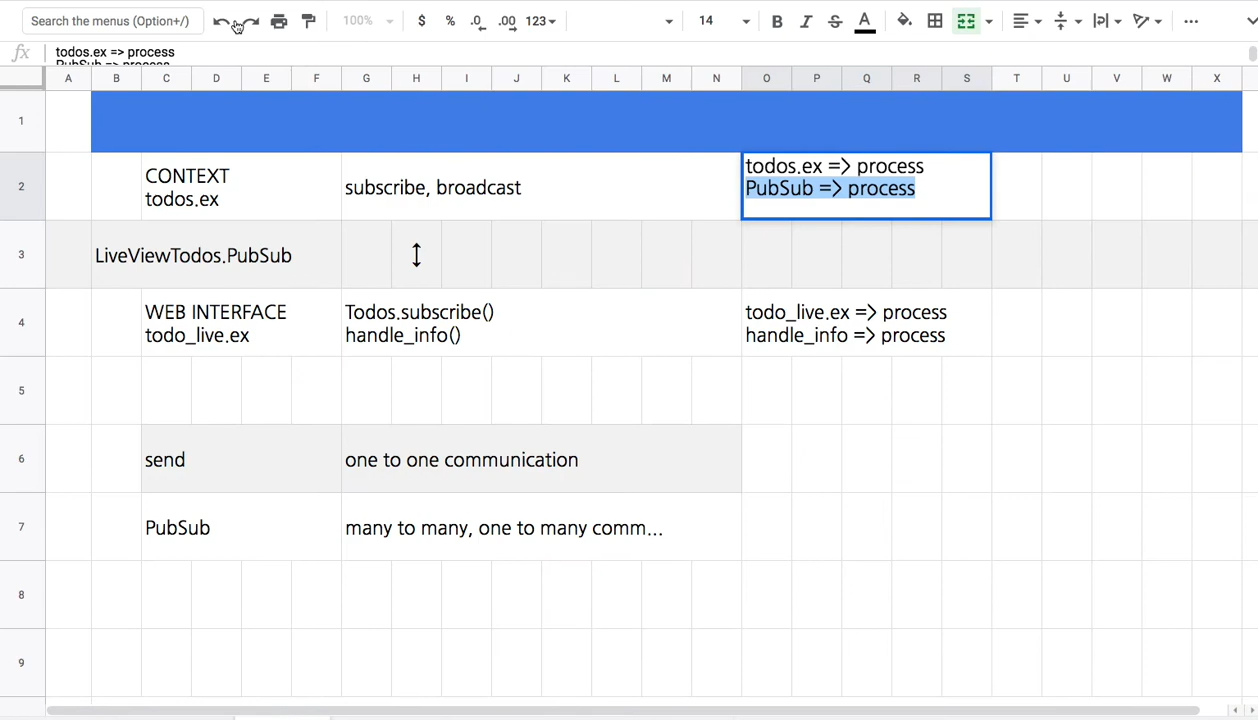 Search the menus (Option+/)
100%
$ % .0 .00 123
14
B I S A
fx
todos.ex => process
PubSub => process
A B C D E F G H I J K L M N O P Q R S T U V W X
1
2
CONTEXT
todos.ex
subscribe, broadcast
todos.ex => process
PubSub => process
3
LiveViewTodos.PubSub
↕
4
WEB INTERFACE
todo_live.ex
Todos.subscribe()
handle_info()
todo_live.ex => process
handle_info => process
5
6
send
one to one communication
7
PubSub
many to many, one to many comm...
8
9